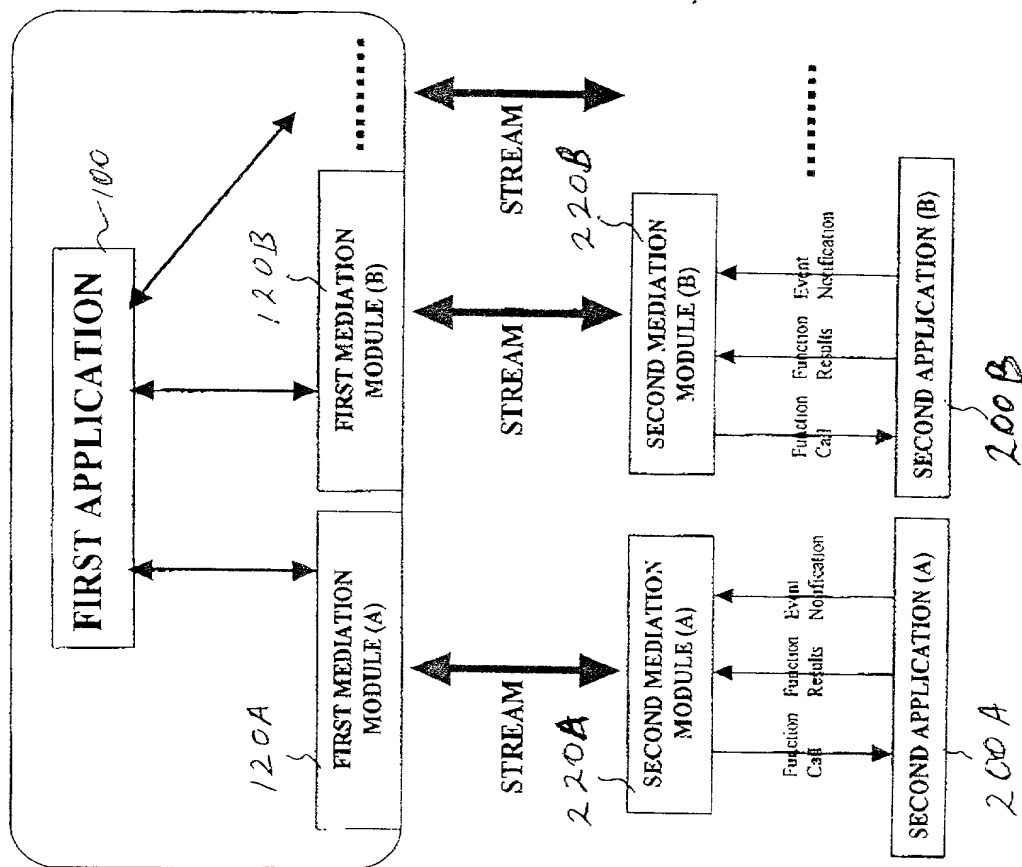 FIRST APPLICATION
100
120A
FIRST MEDIATION
MODULE (A)
120B
FIRST MEDIATION
MODULE (B)
STREAM
STREAM
STREAM
220A
SECOND MEDIATION
MODULE (A)
220B
SECOND MEDIATION
MODULE (B)
Function
Call
Function
Results
Event
Notification
Function
Call
Function
Results
Event
Notification
SECOND APPLICATION (A)
200A
SECOND APPLICATION (B)
200B